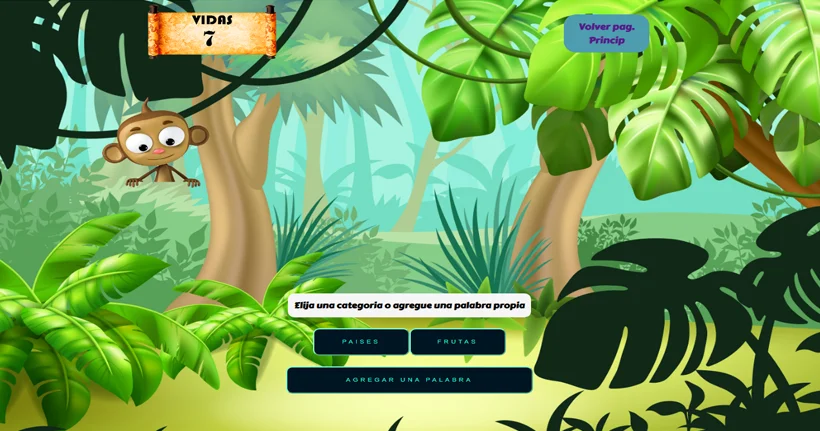 VIDAS
7
Volver pag.
Princip
Elija una categoria o agregue una palabra propia
PAISES
FRUTAS
AGREGAR UNA PALABRA